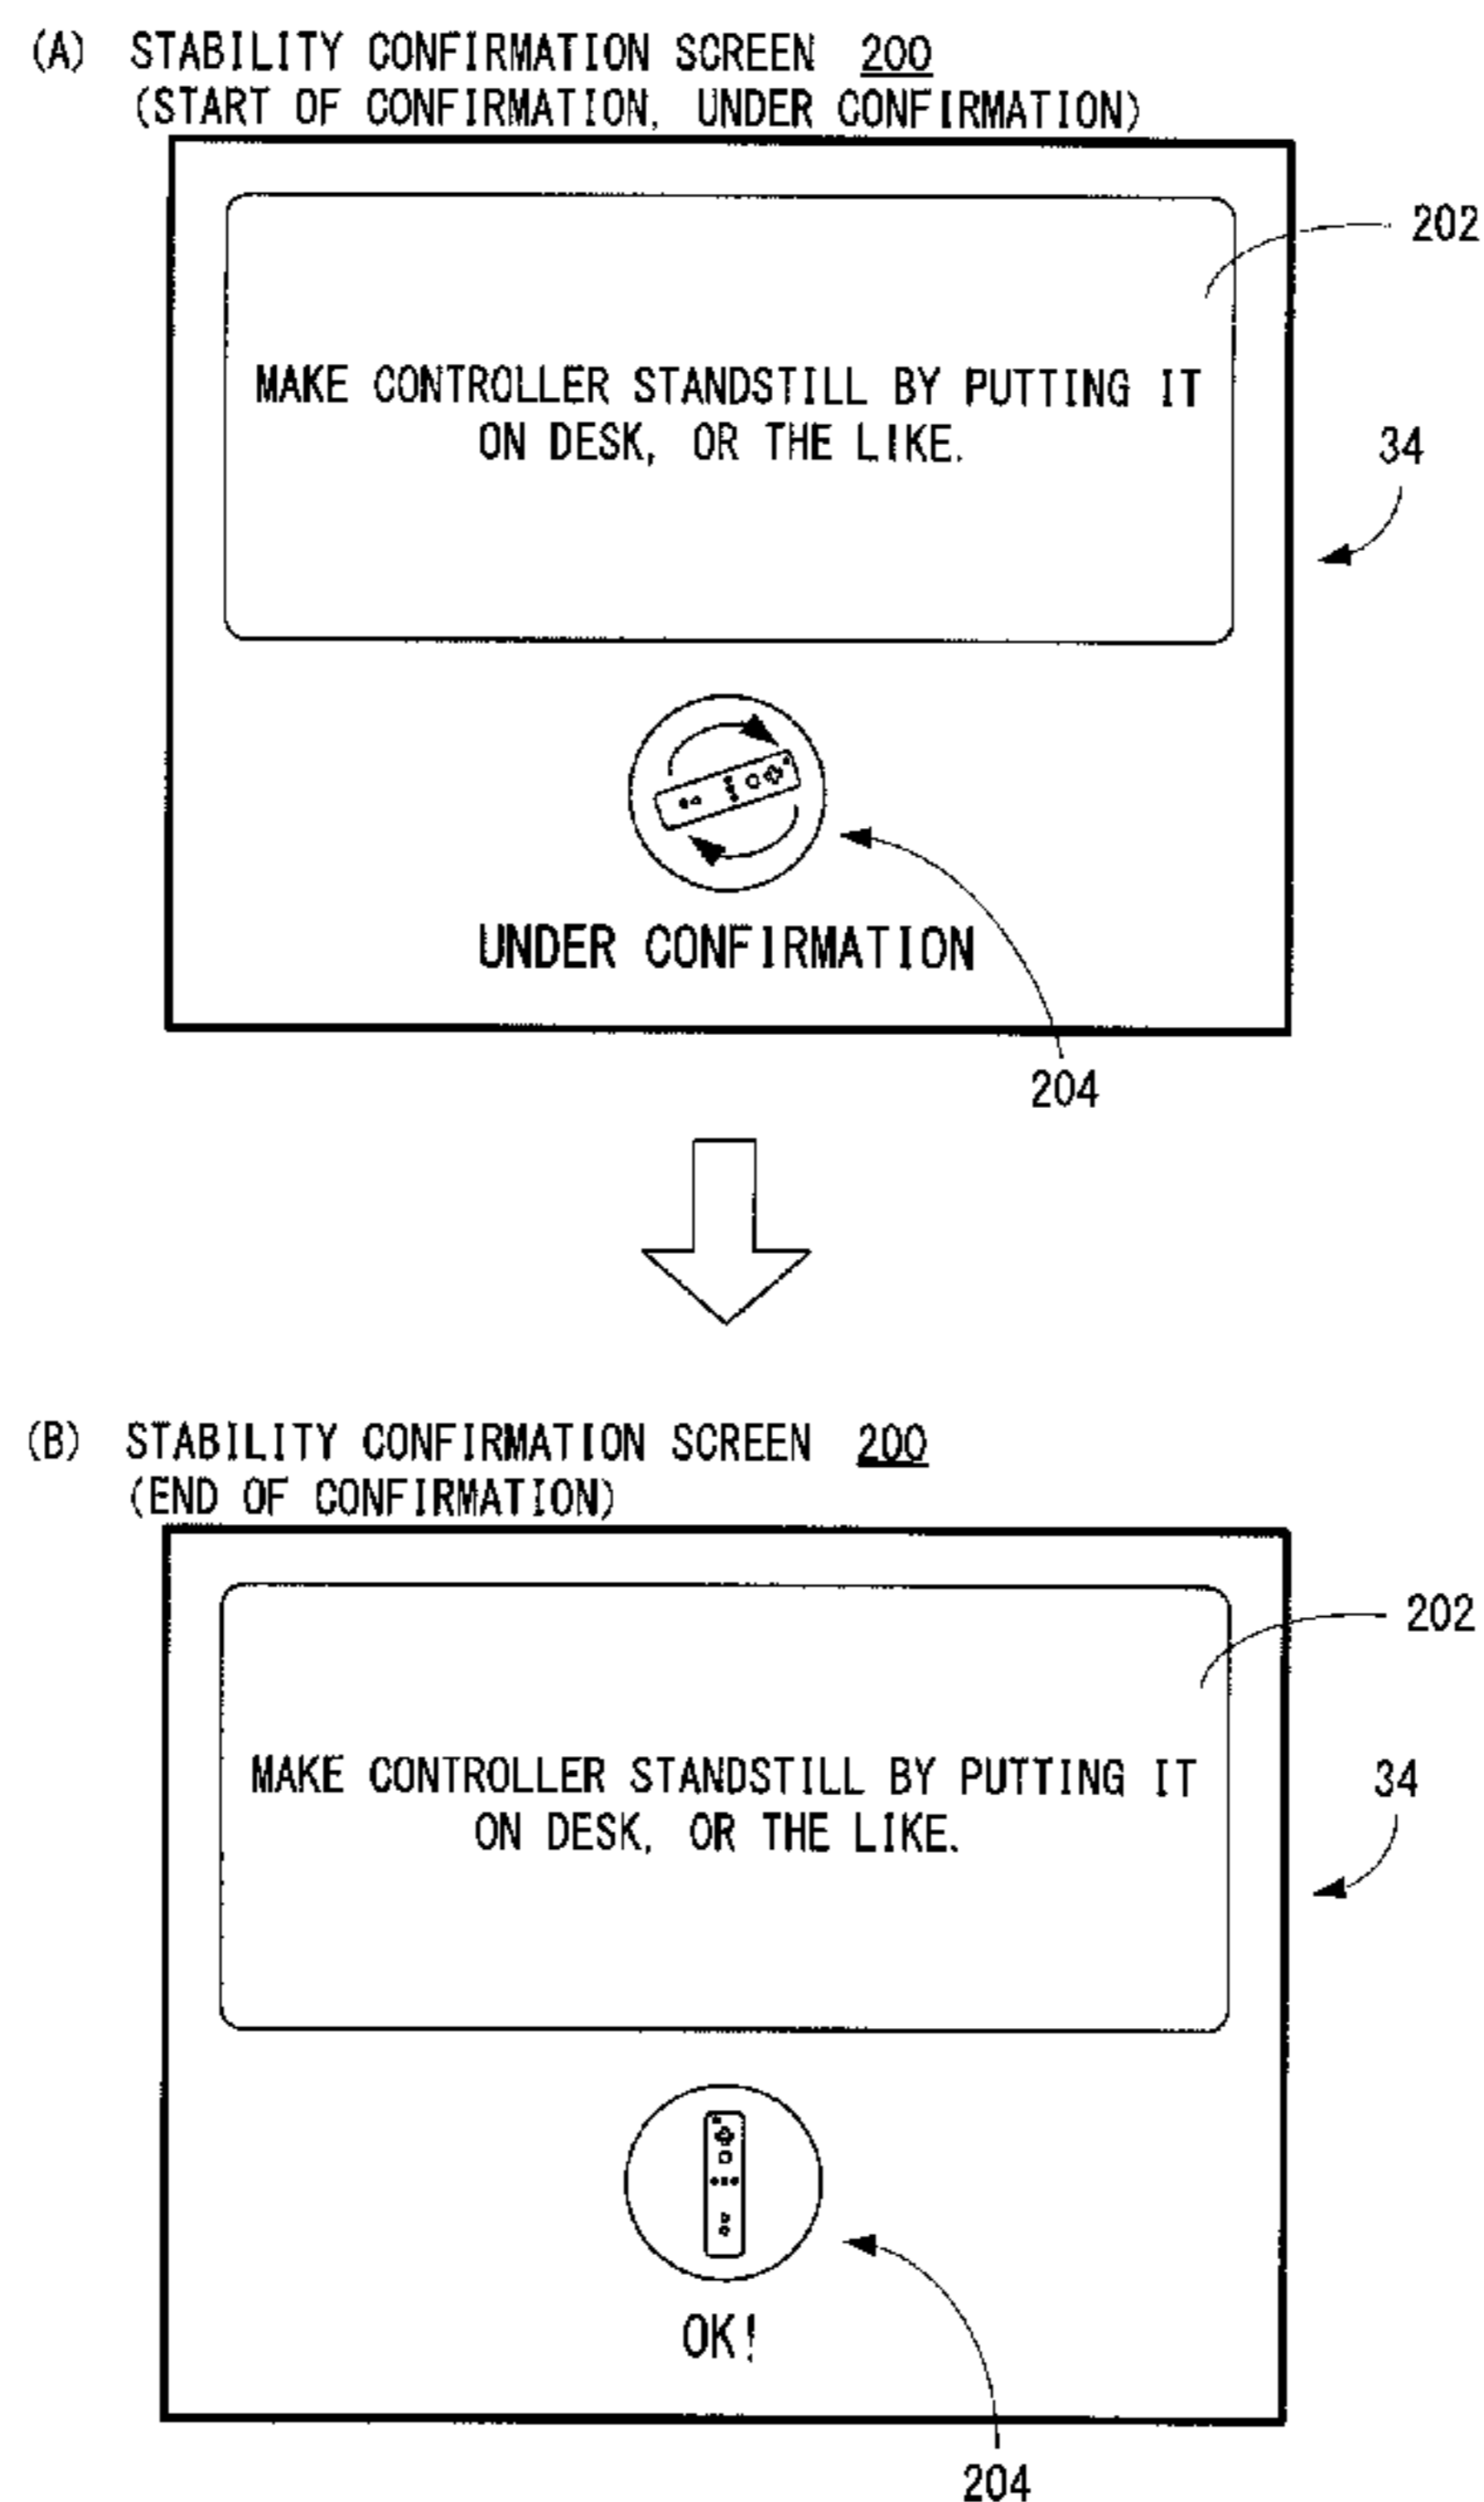 (A) STABILITY CONFIRMATION SCREEN 200
(START OF CONFIRMATION, UNDER CONFIRMATION)
202
MAKE CONTROLLER STANDSTILL BY PUTTING IT
ON DESK, OR THE LIKE.
34
UNDER CONFIRMATION
204
(B) STABILITY CONFIRMATION SCREEN 200
(END OF CONFIRMATION)
202
MAKE CONTROLLER STANDSTILL BY PUTTING IT
ON DESK, OR THE LIKE.
34
OK!
204